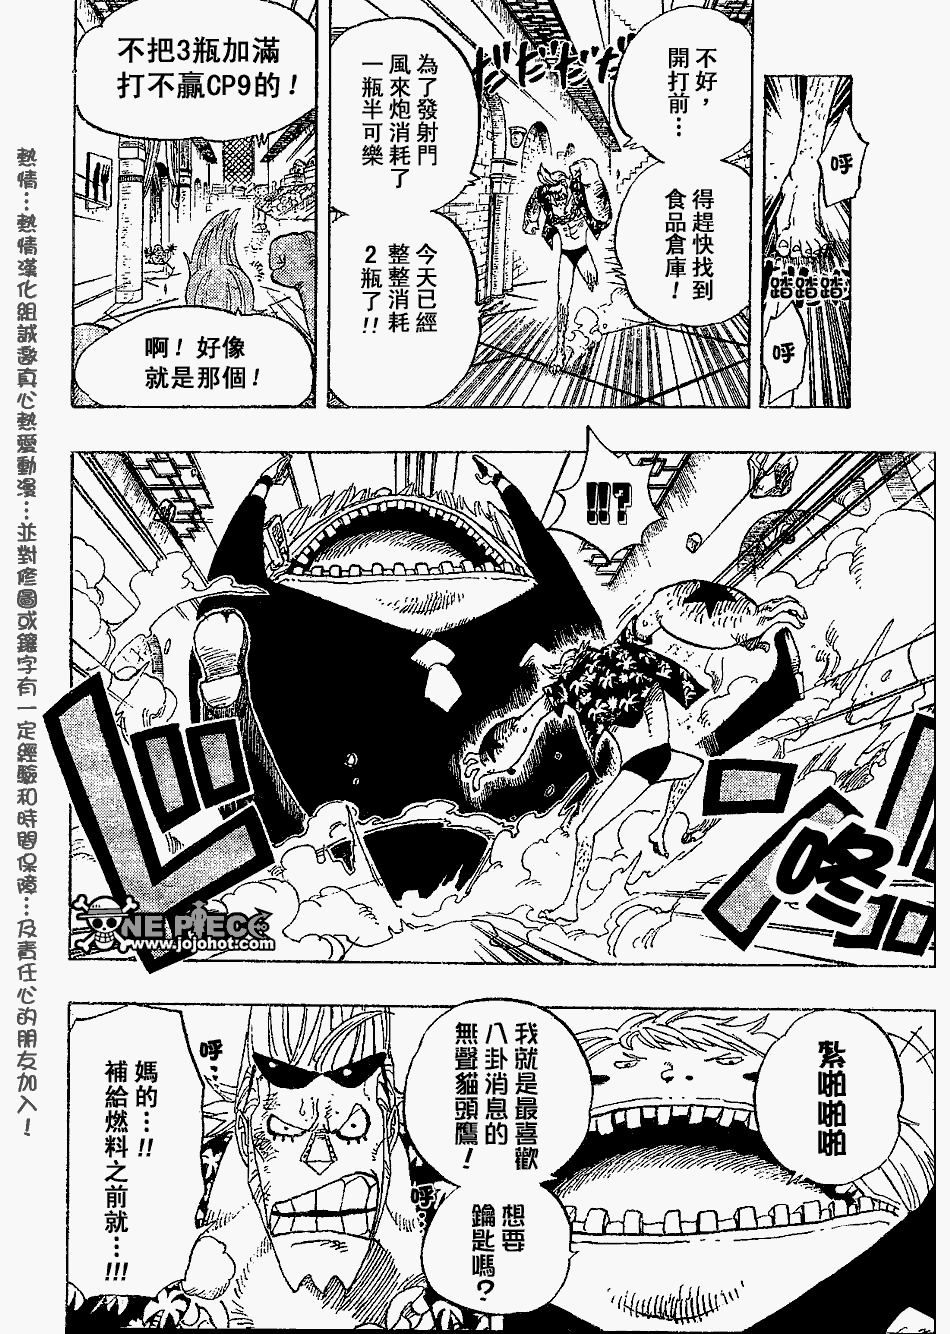 呼
踏踏踏踏
呼
不好，
開打前…
得趕快找到
食品倉庫！
だだだだ
為了發射門
風來炮消耗了
一瓶半可樂
今天已經
整整消耗
2瓶了!!
不把3瓶加滿
打不贏CP9的！
啊！好像
就是那個！
!!?
咚
ONE PIECE
www.jojohot.com
紮啪啪啪啪
我就是最喜歡
八卦消息的
無聲貓頭鷹！
想要
鑰匙嗎？
呼…
呼…
媽的…!!
補給燃料之前就…!!!
熱情…熱情漢化組誠邀真心熱愛動漫…並對修圖或鑲字有一定經驗和時間保障…及責任心的朋友加入！